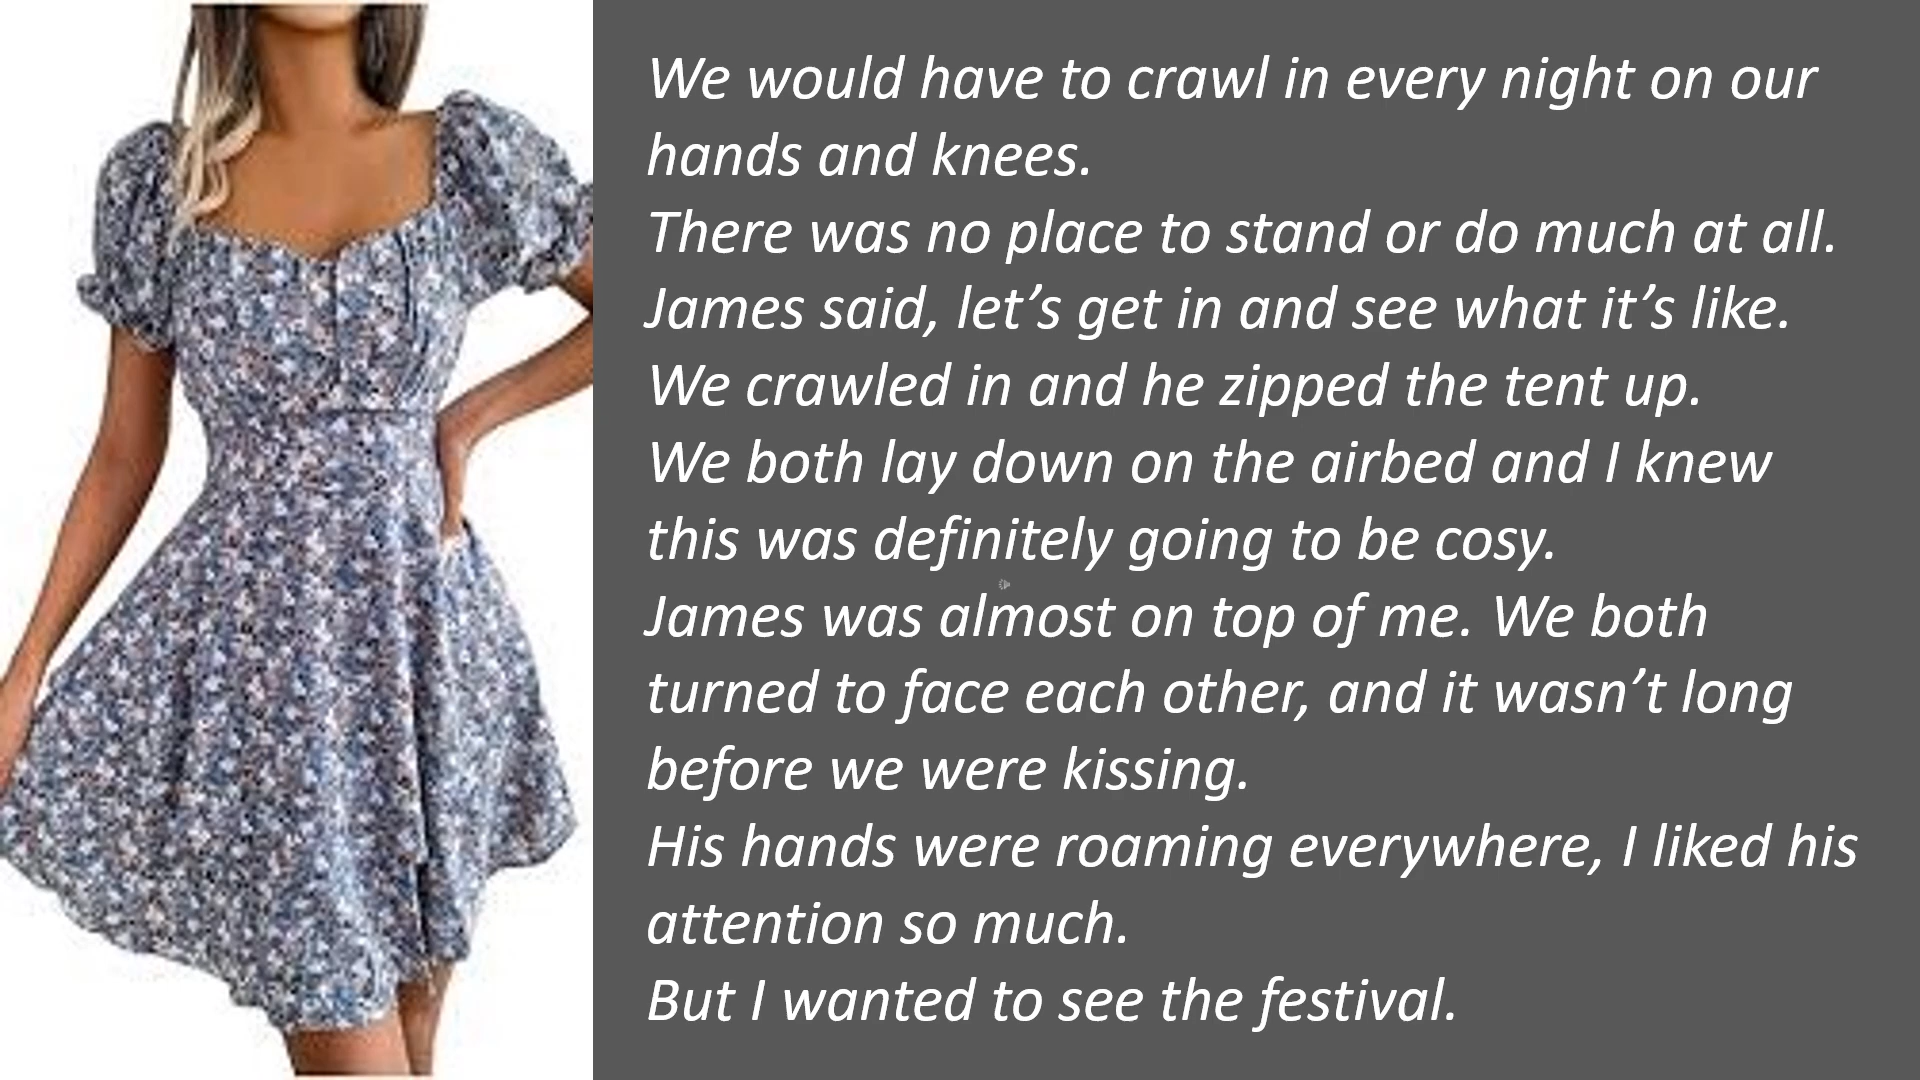 We would have to crawl in every night on our
hands and knees.
There was no place to stand or do much at all.
James said, let’s get in and see what it’s like.
We crawled in and he zipped the tent up.
We both lay down on the airbed and I knew
this was definitely going to be cosy.
James was almost on top of me. We both
turned to face each other, and it wasn’t long
before we were kissing.
His hands were roaming everywhere, I liked his
attention so much.
But I wanted to see the festival.